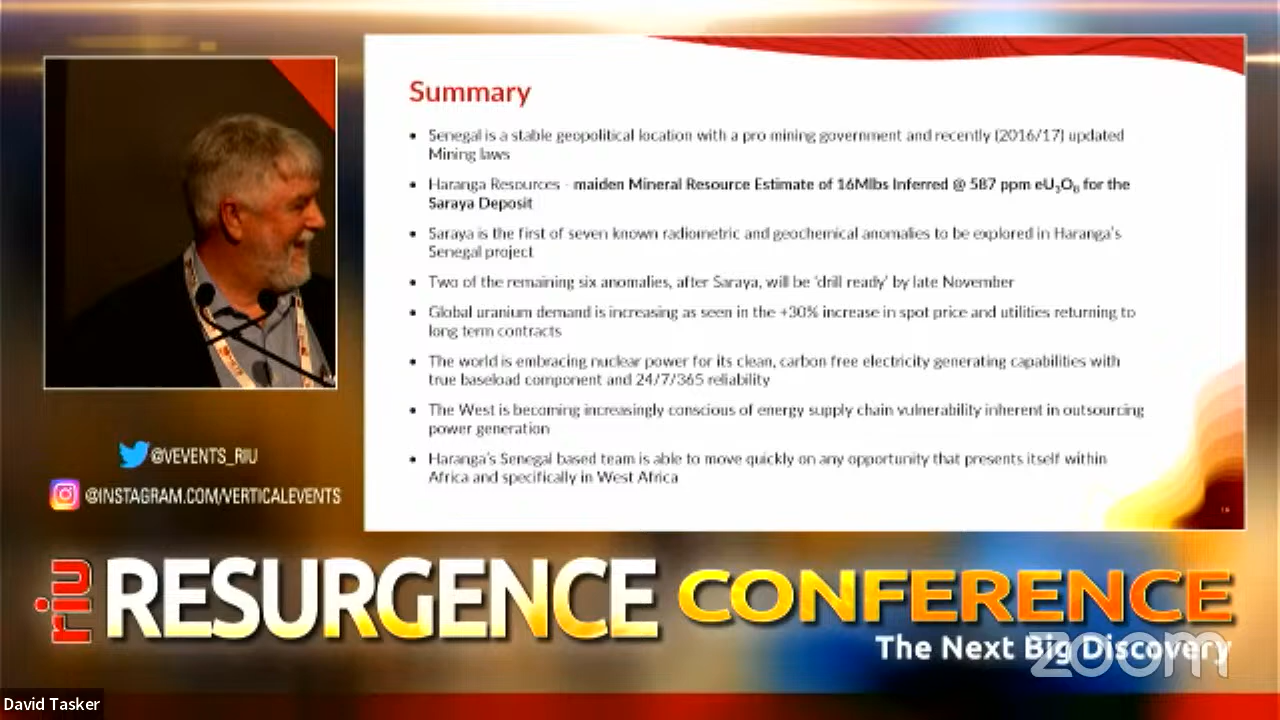 Summary
• Senegal is a stable geopolitical location with a pro mining government and recently (2016/17) updated
Mining laws
• Haranga Resources - maiden Mineral Resource Estimate of 16Mlbs Inferred @ 587 ppm eU₃O₈ for the
Saraya Deposit
• Saraya is the first of seven known radiometric and geochemical anomalies to be explored in Haranga's
Senegal project
• Two of the remaining six anomalies, after Saraya, will be 'drill ready' by late November
• Global uranium demand is increasing as seen in the +30% increase in spot price and utilities returning to
long term contracts
• The world is embracing nuclear power for its clean, carbon free electricity generating capabilities with
true baseload component and 24/7/365 reliability
• The West is becoming increasingly conscious of energy supply chain vulnerability inherent in outsourcing
power generation
• Haranga's Senegal based team is able to move quickly on any opportunity that presents itself within
Africa and specifically in West Africa
@VEVENTS_RIU
@INSTAGRAM.COM/VERTICALEVENTS
riu RESURGENCE CONFERENCE
The Next Big Discovery
zoom
David Tasker